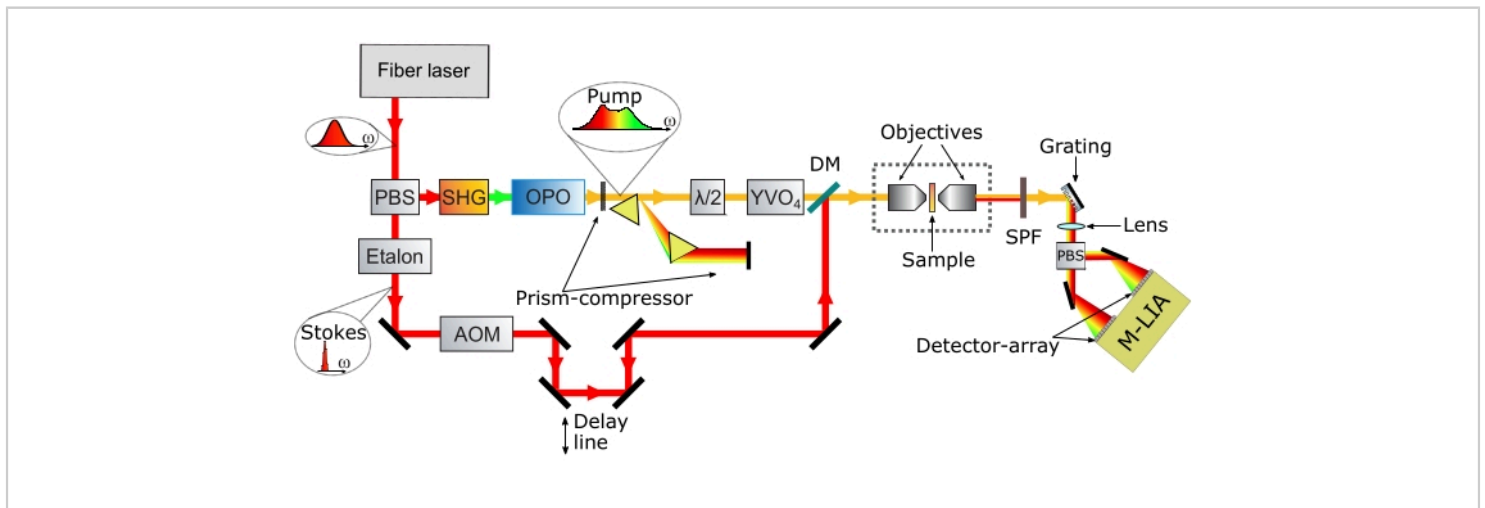 Fiber laser
Pump
ω
ω
Objectives
Grating
DM
PBS
SHG
OPO
λ/2
YVO₄
SPF
Lens
Sample
PBS
Etalon
Prism-compressor
Stokes
ω
AOM
Detector-array
M-LIA
Delay
line